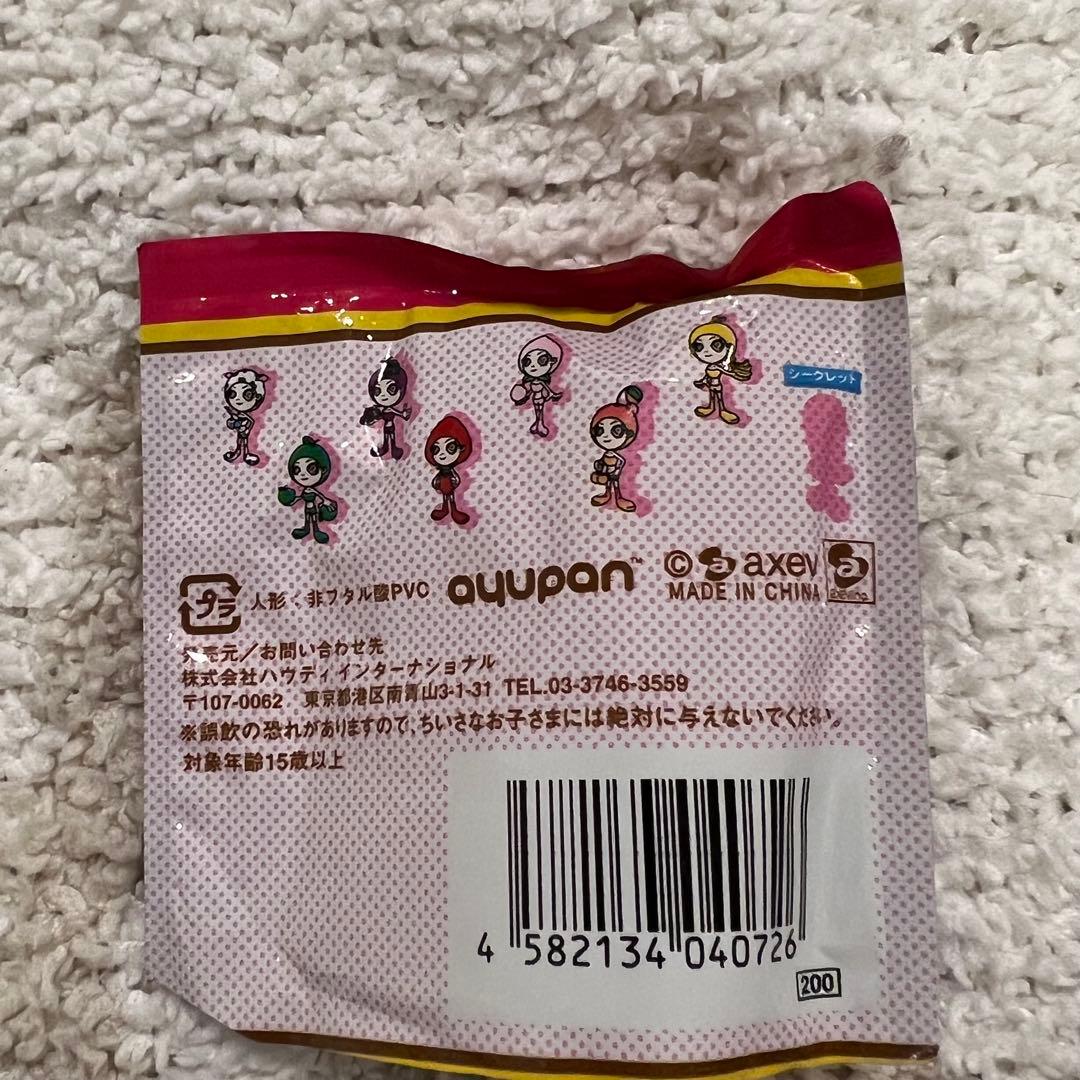 シークレット
プラ 人形：非フタル酸PVC ayupan™ © a axev
MADE IN CHINA
発売元／お問い合わせ先
株式会社ハウディインターナショナル
〒107-0062 東京都港区南青山3-1-31 TEL.03-3746-3559
※誤飲の恐れがありますので、ちいさなお子さまには絶対に与えないでください。
対象年齢15歳以上
4 582134 040726
200